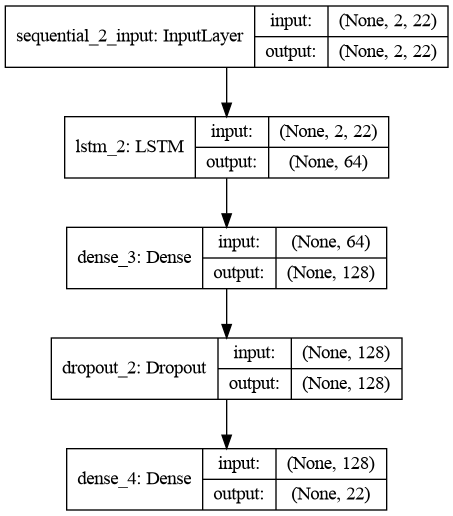 sequential_2_input: InputLayer
input: (None, 2, 22)
output: (None, 2, 22)
lstm_2: LSTM
input: (None, 2, 22)
output: (None, 64)
dense_3: Dense
input: (None, 64)
output: (None, 128)
dropout_2: Dropout
input: (None, 128)
output: (None, 128)
dense_4: Dense
input: (None, 128)
output: (None, 22)